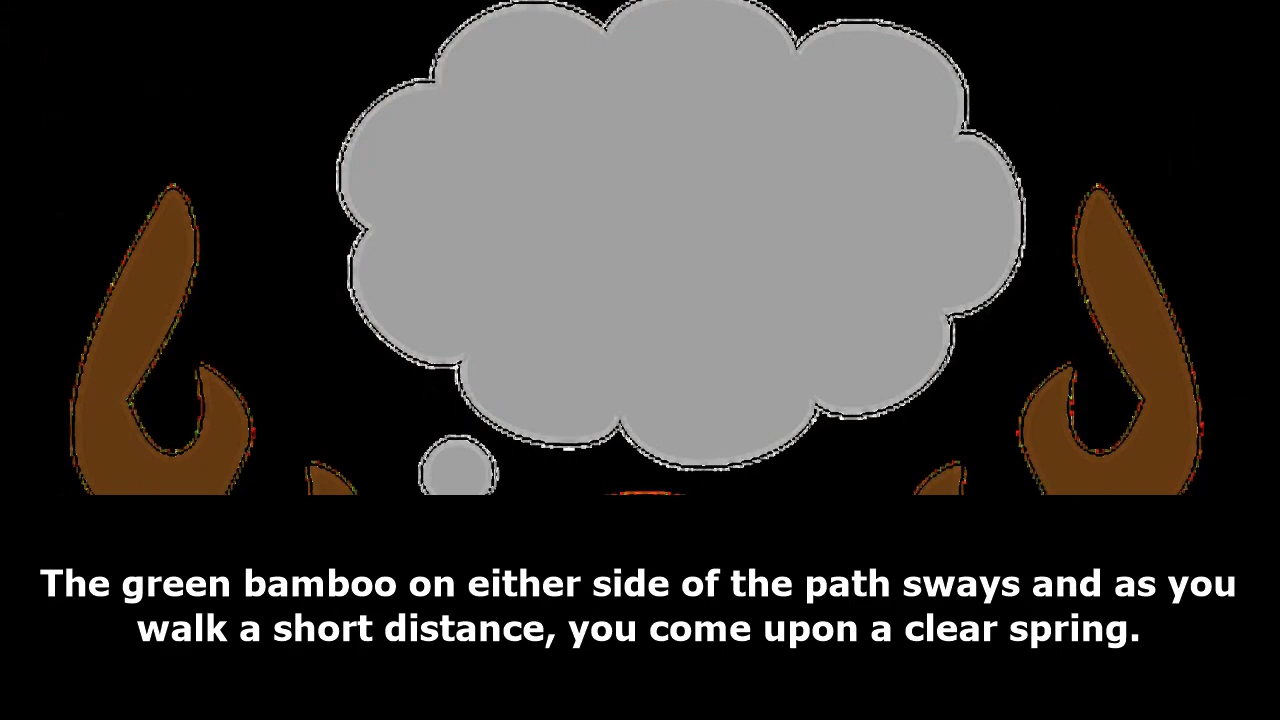 The green bamboo on either side of the path sways and as you
walk a short distance, you come upon a clear spring.